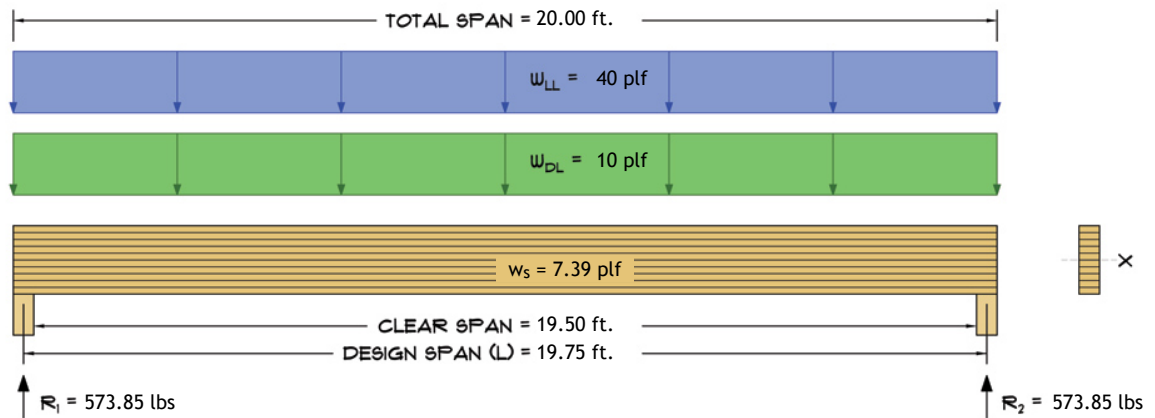 TOTAL SPAN = 20.00 ft.
wLL = 40 plf
wDL = 10 plf
ws = 7.39 plf
X
CLEAR SPAN = 19.50 ft.
DESIGN SPAN (L) = 19.75 ft.
R1 = 573.85 lbs
R2 = 573.85 lbs